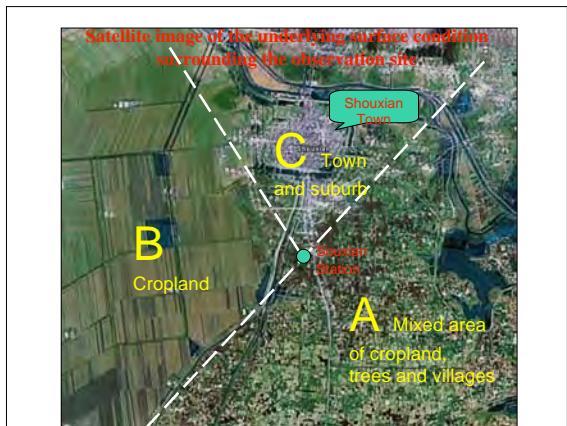 Satellite image of the underlying surface condition
surrounding the observation site
Shouxian
Town
C Town
and suburb
B
Cropland
Souxian
Station
A Mixed area
of cropland,
trees and villages